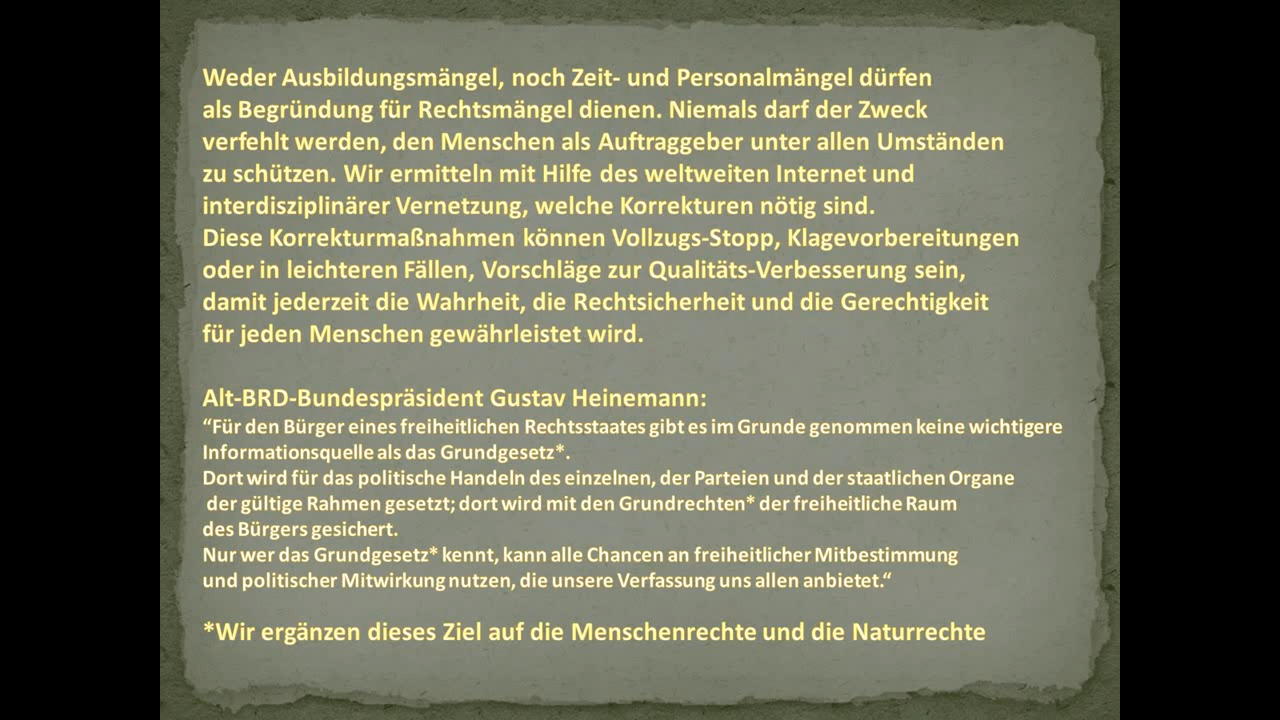 Weder Ausbildungsmängel, noch Zeit- und Personalmängel dürfen
als Begründung für Rechtsmängel dienen. Niemals darf der Zweck
verfehlt werden, den Menschen als Auftraggeber unter allen Umständen
zu schützen. Wir ermitteln mit Hilfe des weltweiten Internet und
interdisziplinärer Vernetzung, welche Korrekturen nötig sind.
Diese Korrekturmaßnahmen können Vollzugs-Stopp, Klagevorbereitungen
oder in leichteren Fällen, Vorschläge zur Qualitäts-Verbesserung sein,
damit jederzeit die Wahrheit, die Rechtsicherheit und die Gerechtigkeit
für jeden Menschen gewährleistet wird.
Alt-BRD-Bundespräsident Gustav Heinemann:
“Für den Bürger eines freiheitlichen Rechtsstaates gibt es im Grunde genommen keine wichtigere
Informationsquelle als das Grundgesetz*.
Dort wird für das politische Handeln des einzelnen, der Parteien und der staatlichen Organe
der gültige Rahmen gesetzt; dort wird mit den Grundrechten* der freiheitliche Raum
des Bürgers gesichert.
Nur wer das Grundgesetz* kennt, kann alle Chancen an freiheitlicher Mitbestimmung
und politischer Mitwirkung nutzen, die unsere Verfassung uns allen anbietet.“
*Wir ergänzen dieses Ziel auf die Menschenrechte und die Naturrechte